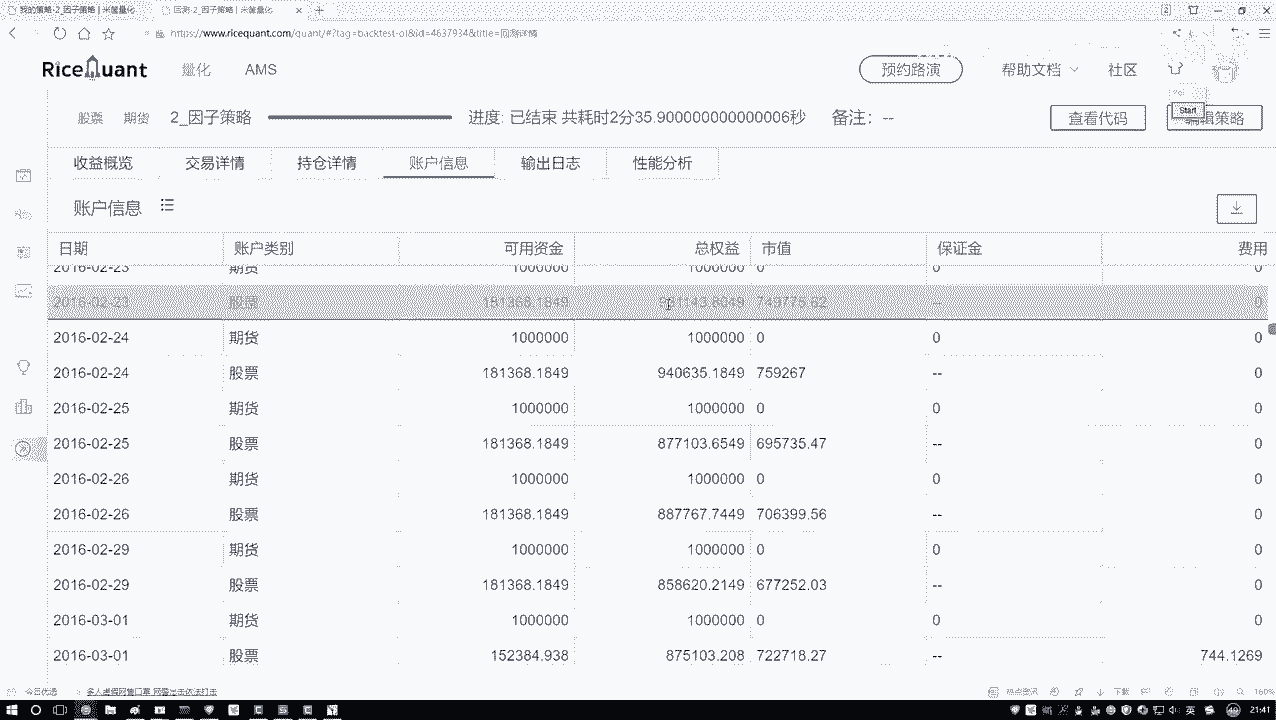 我的策略-2_因子策略 | 米筐量化
回测-2_因子策略 | 米筐量化
https://www.ricequant.com/quant/#?tag=backtest-ol&id=4637934&title=回测详情
RiceQuant 量化 AMS 预约路演 帮助文档 社区
股票 期货 2_因子策略 进度: 已结束 共耗时2分35.900000000000006秒 备注: -- 查看代码 编辑策略
Start
收益概览 交易详情 持仓详情 账户信息 输出日志 性能分析
账户信息
日期 账户类别 可用资金 总权益 市值 保证金 费用
2016-02-23 期货 1000000 1000000 0 0 0
2016-02-23 股票 181368.1849 749775.62 -- 0
2016-02-24 期货 1000000 1000000 0 0 0
2016-02-24 股票 181368.1849 940635.1849 759267 -- 0
2016-02-25 期货 1000000 1000000 0 0 0
2016-02-25 股票 181368.1849 877103.6549 695735.47 -- 0
2016-02-26 期货 1000000 1000000 0 0 0
2016-02-26 股票 181368.1849 887767.7449 706399.56 -- 0
2016-02-29 期货 1000000 1000000 0 0 0
2016-02-29 股票 181368.1849 858620.2149 677252.03 -- 0
2016-03-01 期货 1000000 1000000 0 0 0
2016-03-01 股票 152384.938 875103.208 722718.27 -- 744.1269
今日优选 多人虚假网售口罩 网警出击依法打击 热点资讯 下载 160%
英 21:41